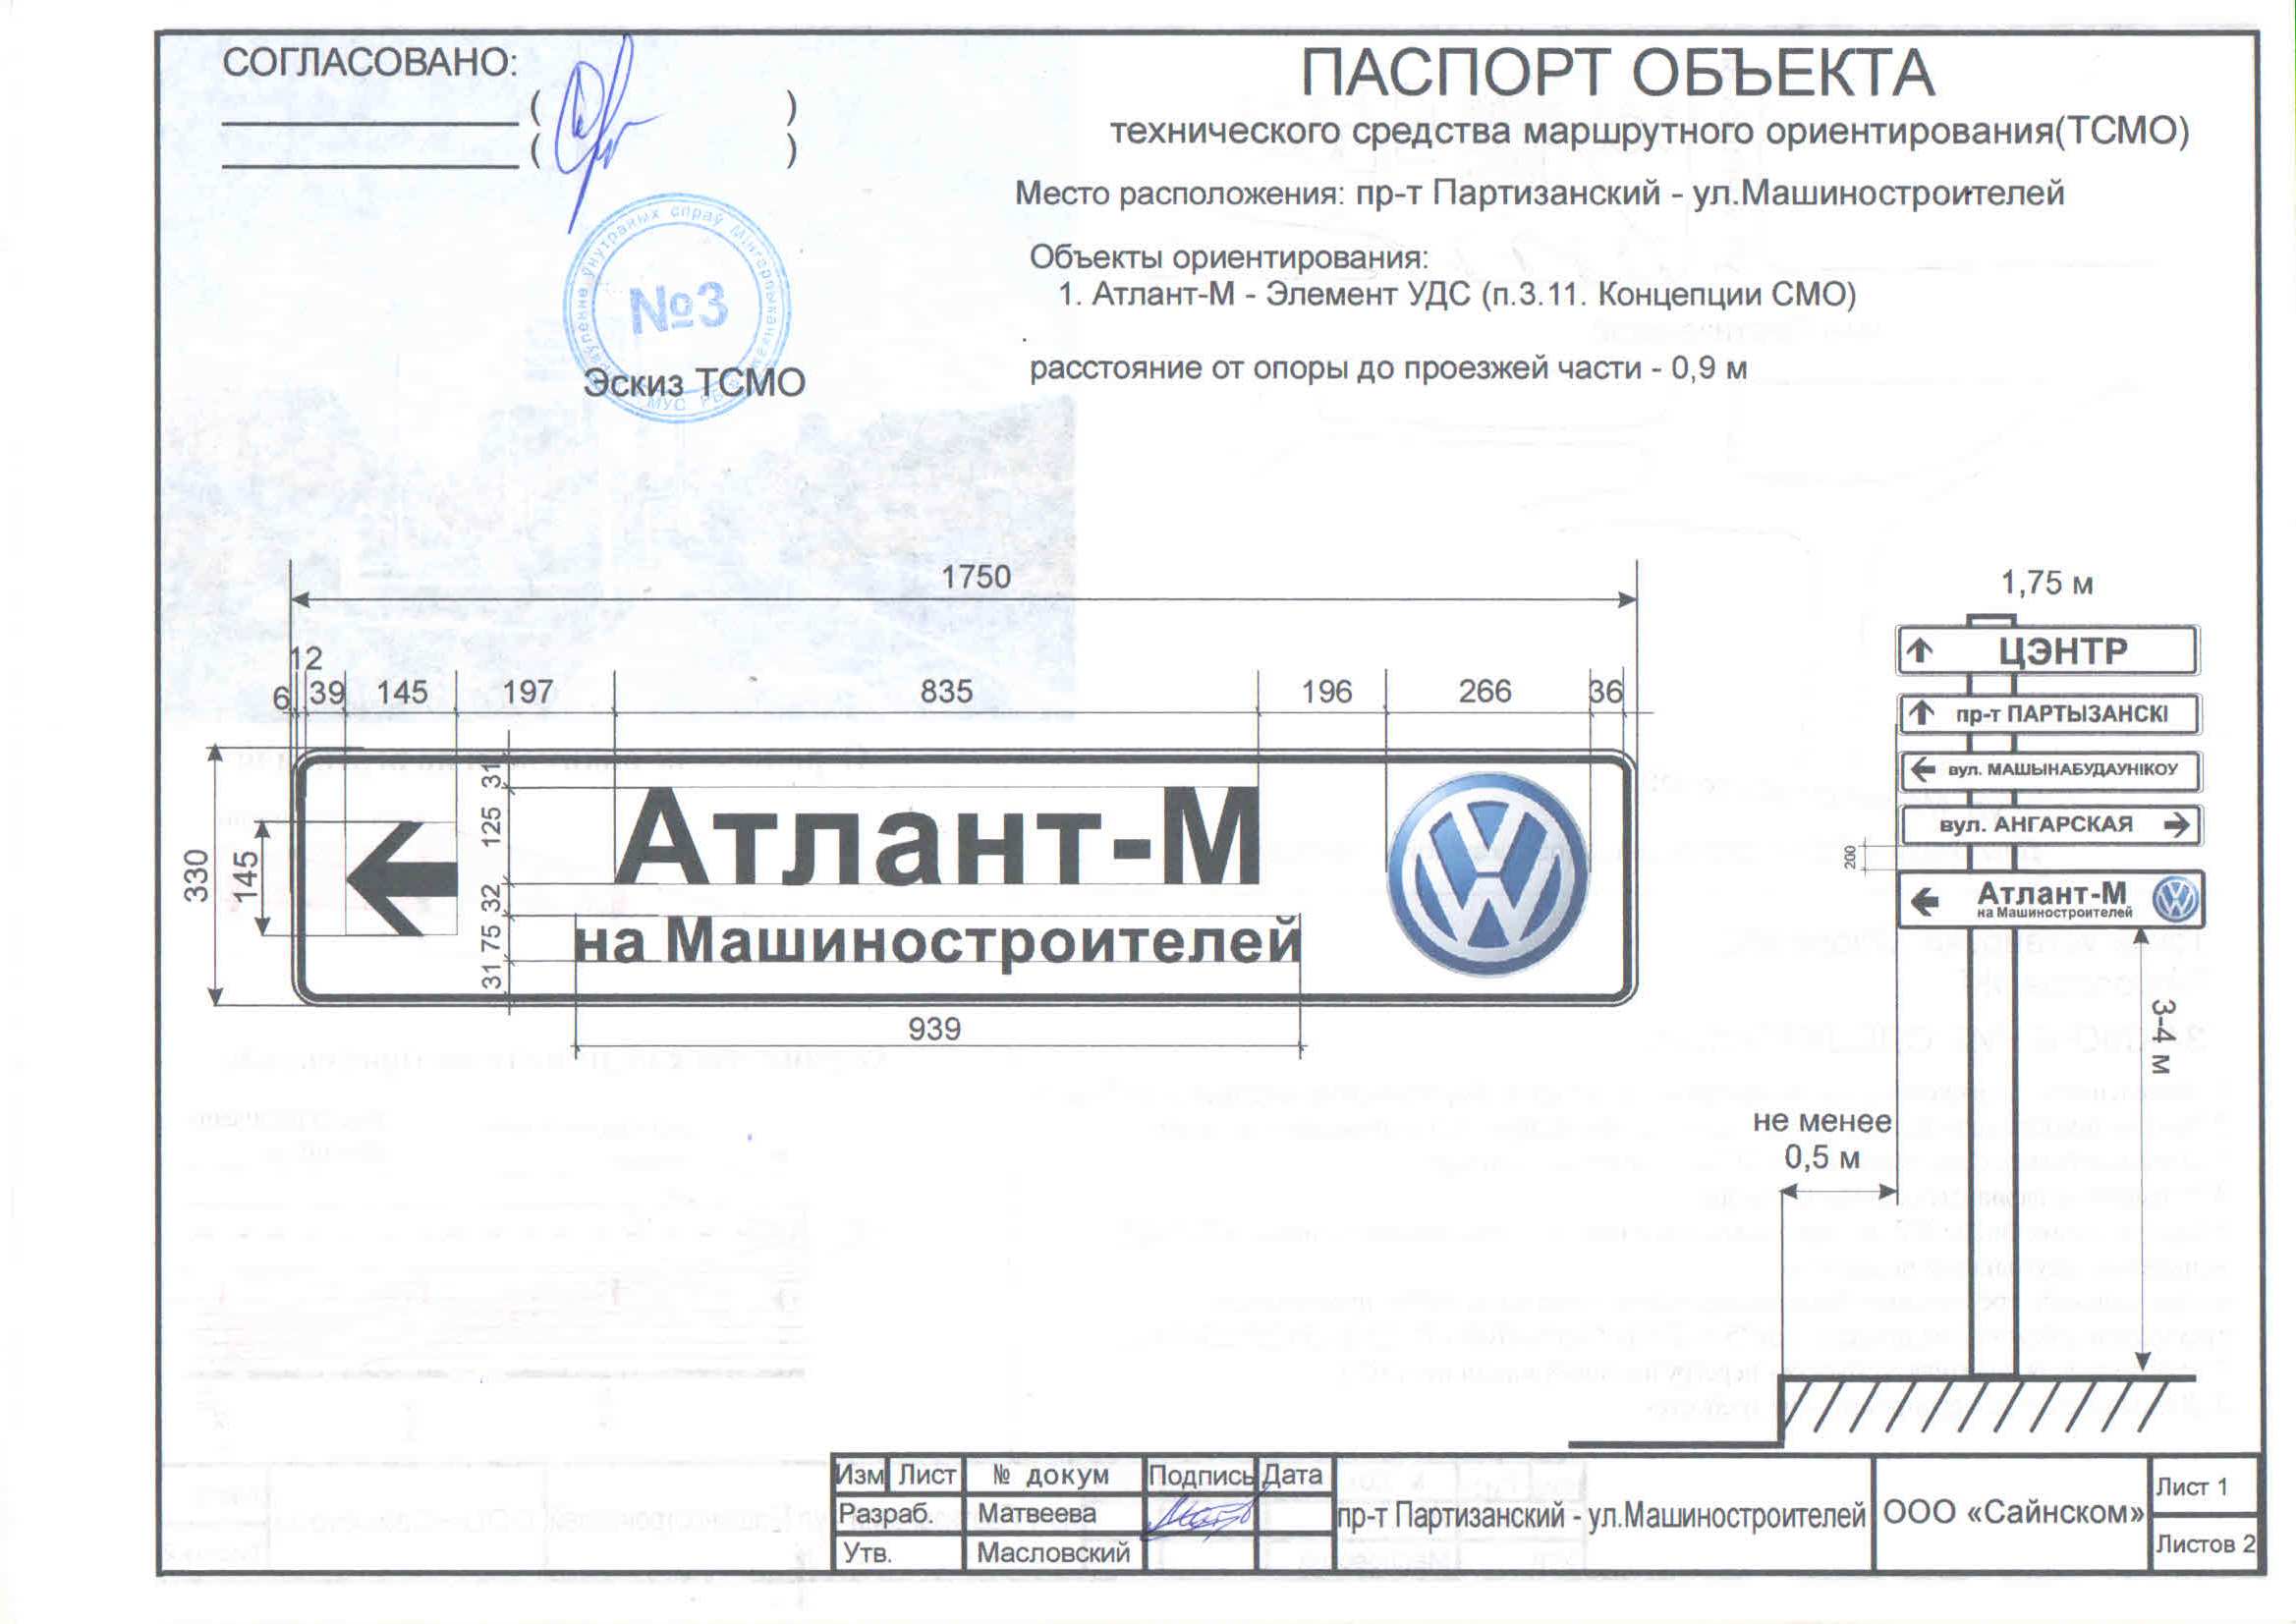 СОГЛАСОВАНО:
( )
( )
№3
МУС РБ
Эскиз ТСМО
ПАСПОРТ ОБЪЕКТА
технического средства маршрутного ориентирования(ТСМО)
Место расположения: пр-т Партизанский - ул.Машиностроителей
Объекты ориентирования:
1. Атлант-М - Элемент УДС (п.3.11. Концепции СМО)
расстояние от опоры до проезжей части - 0,9 м
1750
12
6 39 145 197 835 196 266 36
330
145
31
125
32
75
31
Атлант-М
на Машиностроителей
939
1,75 м
ЦЭНТР
пр-т ПАРТЫЗАНСКІ
вул. МАШЫНАБУДАУНІКОУ
вул. АНГАРСКАЯ
200
Атлант-М
на Машиностроителей
3-4 м
не менее
0,5 м
Изм Лист № докум Подпись Дата
Разраб. Матвеева
Утв. Масловский
пр-т Партизанский - ул.Машиностроителей
ООО «Сайнском»
Лист 1
Листов 2